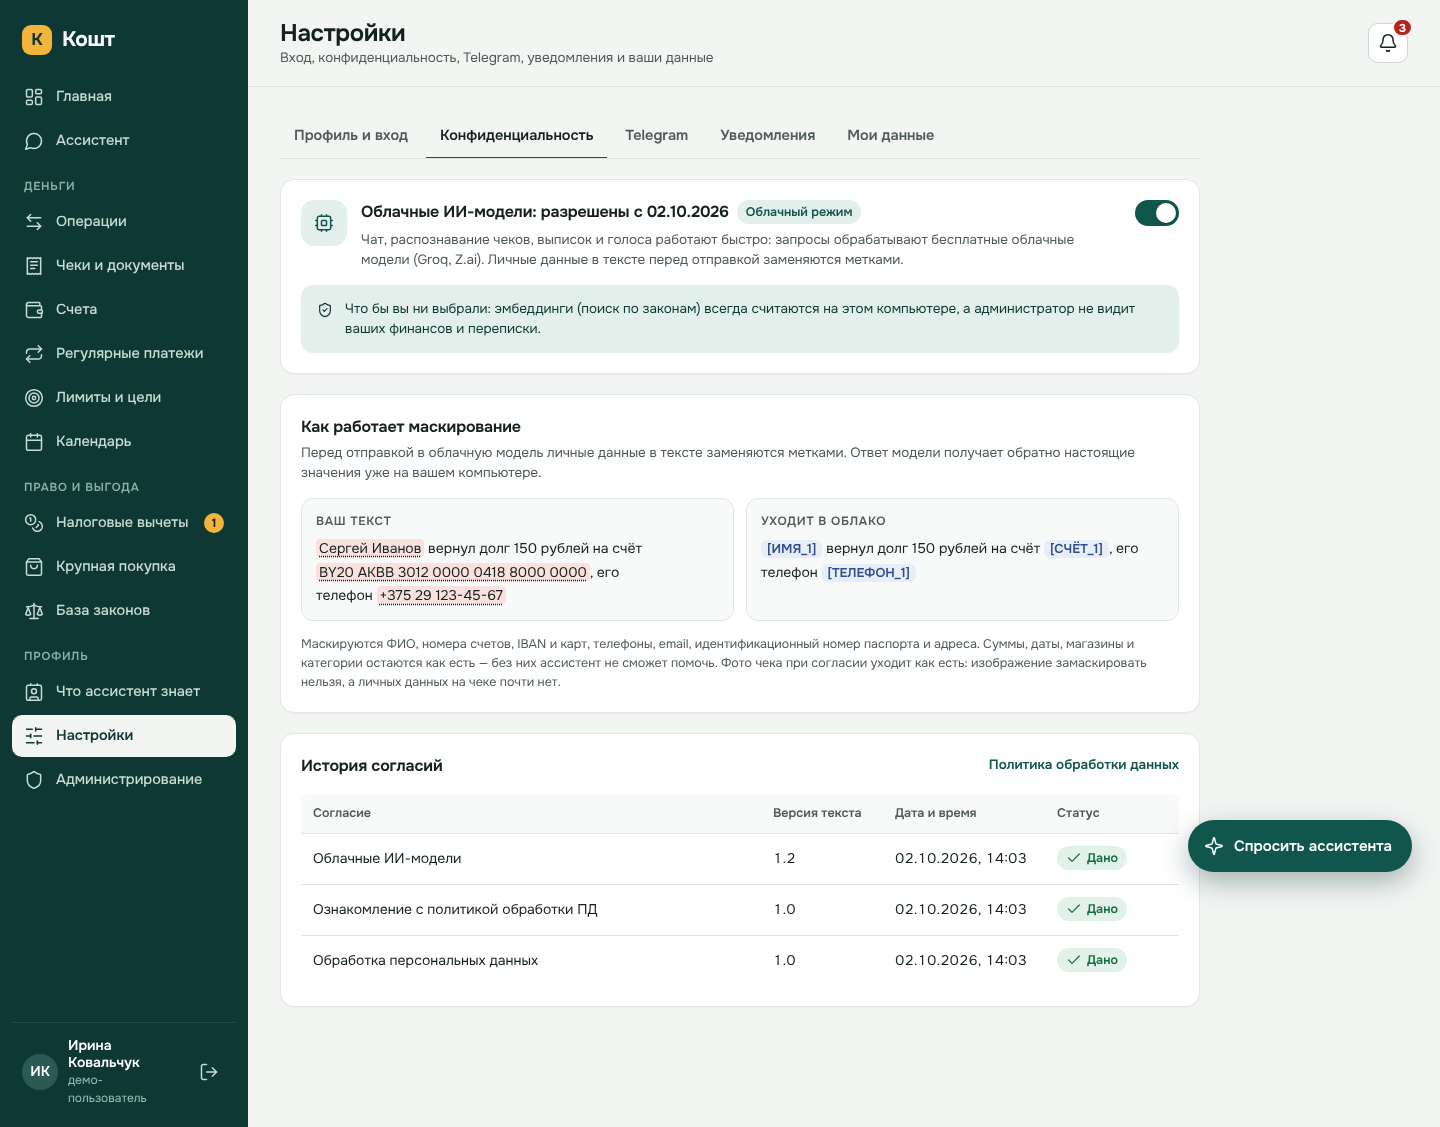 К Кошт
Главная
Ассистент
ДЕНЬГИ
Операции
Чеки и документы
Счета
Регулярные платежи
Лимиты и цели
Календарь
ПРАВО И ВЫГОДА
Налоговые вычеты 1
Крупная покупка
База законов
ПРОФИЛЬ
Что ассистент знает
Настройки
Администрирование
ИК
Ирина
Ковальчук
демо-
пользователь
Настройки
Вход, конфиденциальность, Telegram, уведомления и ваши данные
3
Профиль и вход Конфиденциальность Telegram Уведомления Мои данные
Облачные ИИ-модели: разрешены с 02.10.2026 Облачный режим
Чат, распознавание чеков, выписок и голоса работают быстро: запросы обрабатывают бесплатные облачные
модели (Groq, Z.ai). Личные данные в тексте перед отправкой заменяются метками.
Что бы вы ни выбрали: эмбеддинги (поиск по законам) всегда считаются на этом компьютере, а администратор не видит
ваших финансов и переписки.
Как работает маскирование
Перед отправкой в облачную модель личные данные в тексте заменяются метками. Ответ модели получает обратно настоящие
значения уже на вашем компьютере.
ВАШ ТЕКСТ
Сергей Иванов вернул долг 150 рублей на счёт
BY20 AKBB 3012 0000 0418 8000 0000, его
телефон +375 29 123-45-67
УХОДИТ В ОБЛАКО
[ИМЯ_1] вернул долг 150 рублей на счёт [СЧЁТ_1], его
телефон [ТЕЛЕФОН_1]
Маскируются ФИО, номера счетов, IBAN и карт, телефоны, email, идентификационный номер паспорта и адреса. Суммы, даты, магазины и
категории остаются как есть — без них ассистент не сможет помочь. Фото чека при согласии уходит как есть: изображение замаскировать
нельзя, а личных данных на чеке почти нет.
История согласий Политика обработки данных
Согласие Версия текста Дата и время Статус
Облачные ИИ-модели 1.2 02.10.2026, 14:03 Дано
Ознакомление с политикой обработки ПД 1.0 02.10.2026, 14:03 Дано
Обработка персональных данных 1.0 02.10.2026, 14:03 Дано
Спросить ассистента